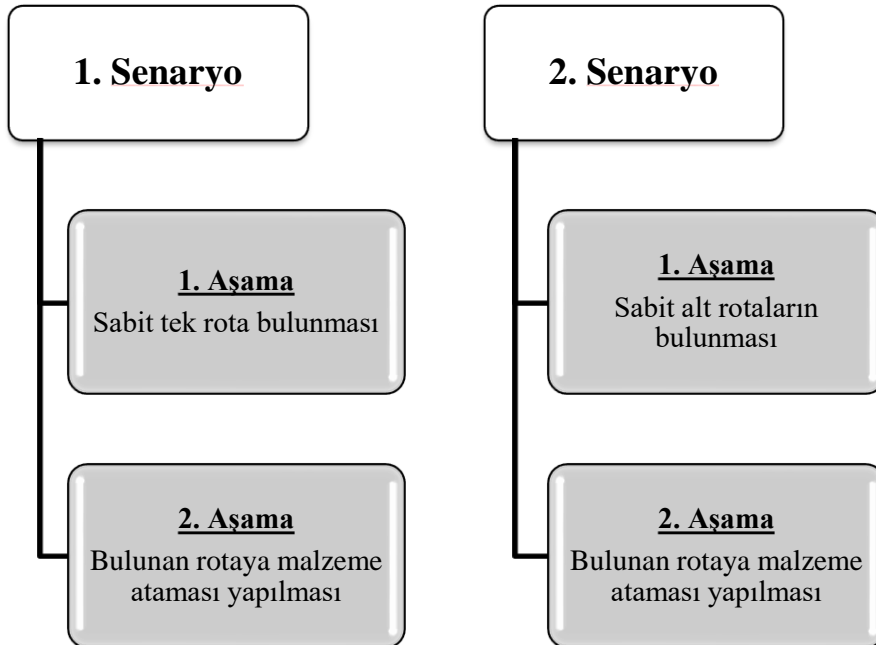 1. Senaryo
1. Aşama
Sabit tek rota bulunması
2. Aşama
Bulunan rotaya malzeme
ataması yapılması
2. Senaryo
1. Aşama
Sabit alt rotaların
bulunması
2. Aşama
Bulunan rotaya malzeme
ataması yapılması